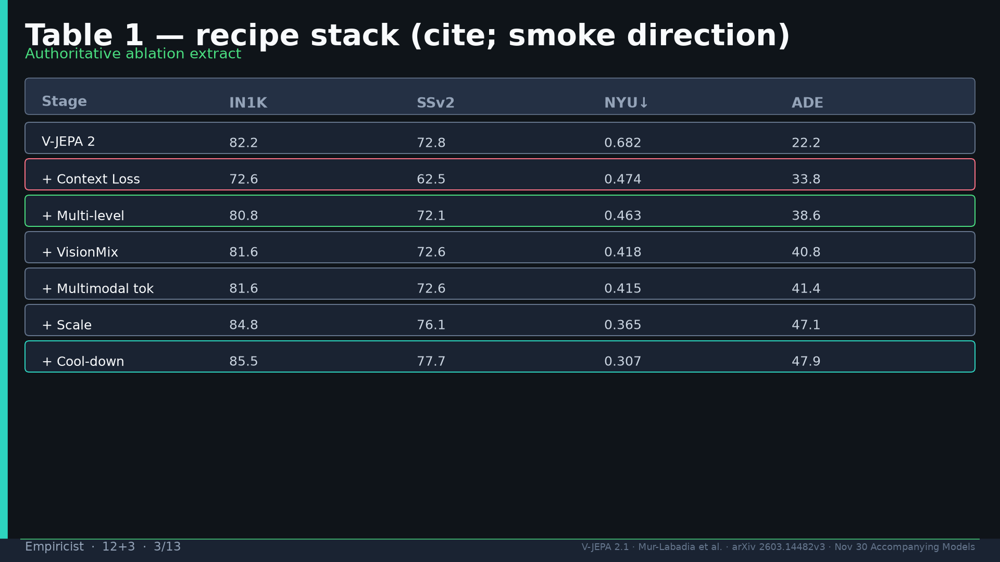 Table 1 — recipe stack (cite; smoke direction)
Authoritative ablation extract
Stage IN1K SSv2 NYU↓ ADE
V-JEPA 2 82.2 72.8 0.682 22.2
+ Context Loss 72.6 62.5 0.474 33.8
+ Multi-level 80.8 72.1 0.463 38.6
+ VisionMix 81.6 72.6 0.418 40.8
+ Multimodal tok 81.6 72.6 0.415 41.4
+ Scale 84.8 76.1 0.365 47.1
+ Cool-down 85.5 77.7 0.307 47.9
Empiricist · 12+3 · 3/13
V-JEPA 2.1 · Mur-Labadia et al. · arXiv 2603.14482v3 · Nov 30 Accompanying Models